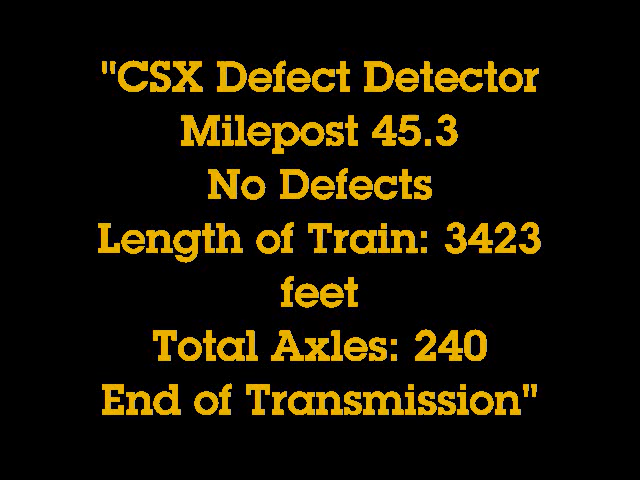 "CSX Defect Detector
Milepost 45.3
No Defects
Length of Train: 3423
feet
Total Axles: 240
End of Transmission"